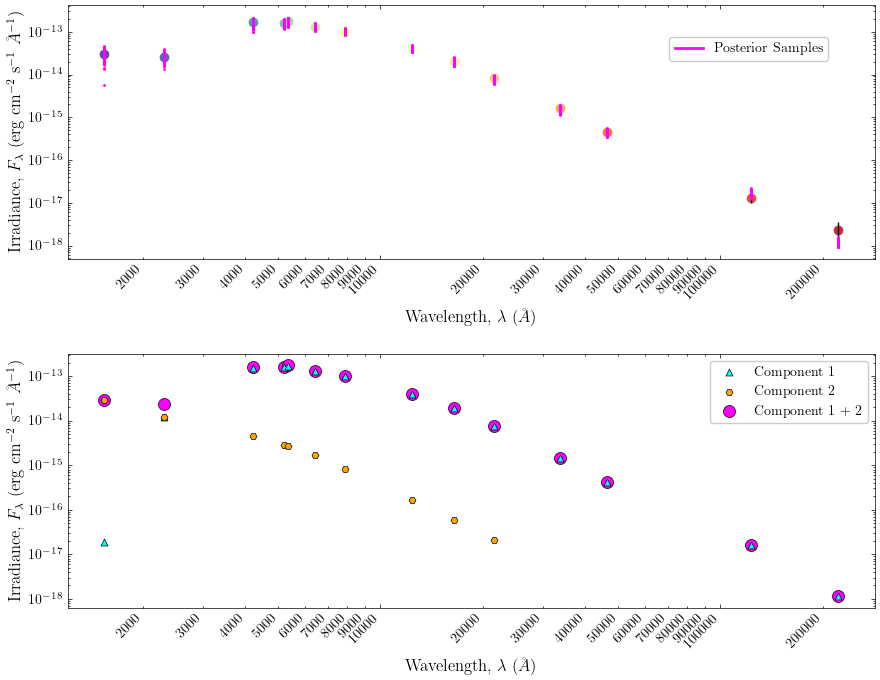 Irradiance, F_λ (erg cm⁻² s⁻¹ Å⁻¹)
10⁻¹³
10⁻¹⁴
10⁻¹⁵
10⁻¹⁶
10⁻¹⁷
10⁻¹⁸
Posterior Samples
2000 3000 4000 5000 6000 7000 8000 9000 10000 20000 30000 40000 50000 60000 70000 80000 90000 100000 200000
Wavelength, λ (Å)
Irradiance, F_λ (erg cm⁻² s⁻¹ Å⁻¹)
10⁻¹³
10⁻¹⁴
10⁻¹⁵
10⁻¹⁶
10⁻¹⁷
10⁻¹⁸
Component 1
Component 2
Component 1 + 2
2000 3000 4000 5000 6000 7000 8000 9000 10000 20000 30000 40000 50000 60000 70000 80000 90000 100000 200000
Wavelength, λ (Å)